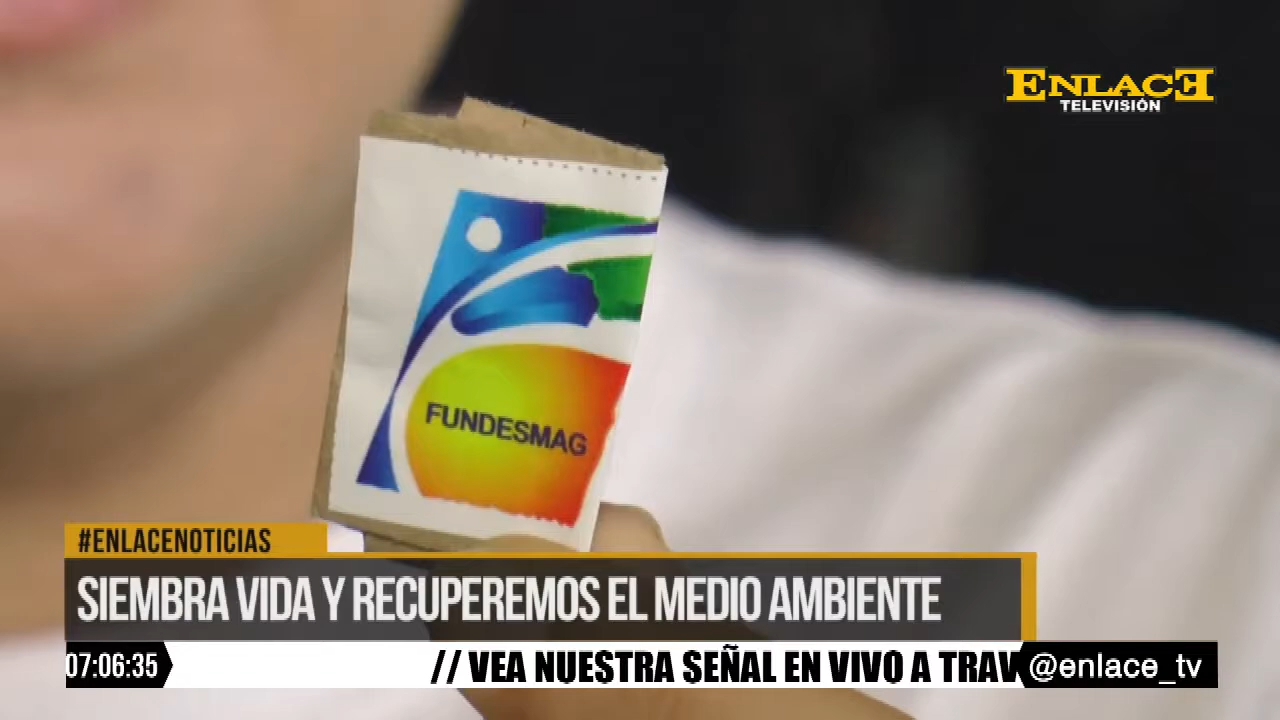 ENLACE
TELEVISIÓN
FUNDESMAG
#ENLACENOTICIAS
SIEMBRA VIDA Y RECUPEREMOS EL MEDIO AMBIENTE
07:06:35
// VEA NUESTRA SEÑAL EN VIVO A TRAV
@enlace_tv